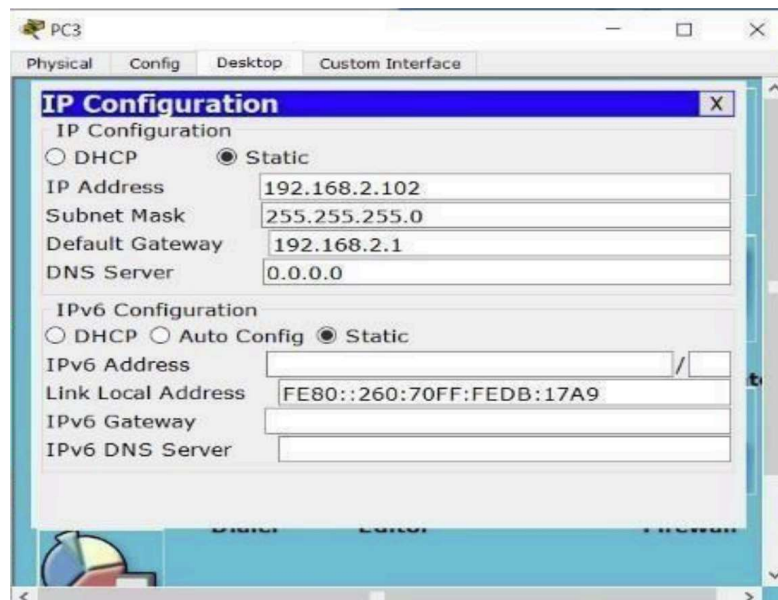 PC3
Physical Config Desktop Custom Interface
IP Configuration X
IP Configuration
DHCP Static
IP Address 192.168.2.102
Subnet Mask 255.255.255.0
Default Gateway 192.168.2.1
DNS Server 0.0.0.0
IPv6 Configuration
DHCP Auto Config Static
IPv6 Address /
Link Local Address FE80::260:70FF:FEDB:17A9
IPv6 Gateway
IPv6 DNS Server
Dialer Editor Firewall